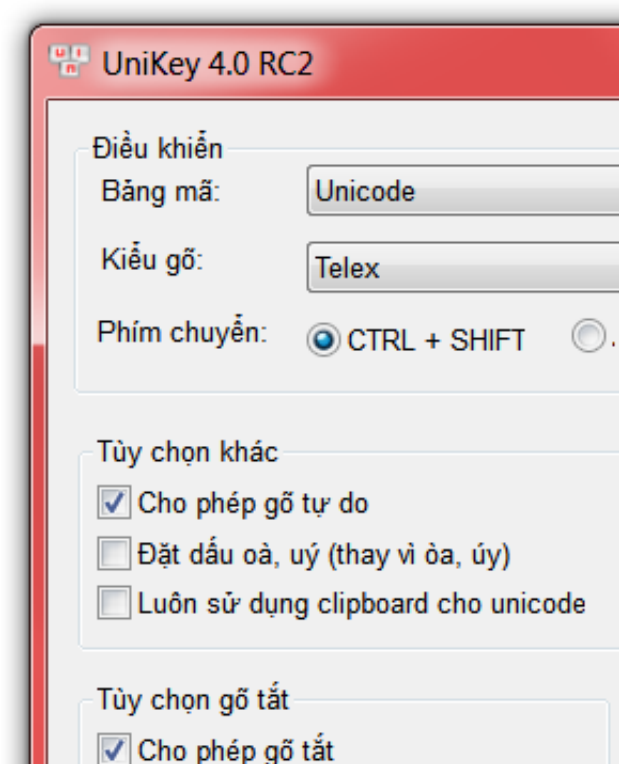 UniKey 4.0 RC2
Điều khiển
Bảng mã: Unicode
Kiểu gõ: Telex
Phím chuyển: CTRL + SHIFT
Tùy chọn khác
Cho phép gõ tự do
Đặt dấu oà, uý (thay vì òa, úy)
Luôn sử dụng clipboard cho unicode
Tùy chọn gõ tắt
Cho phép gõ tắt